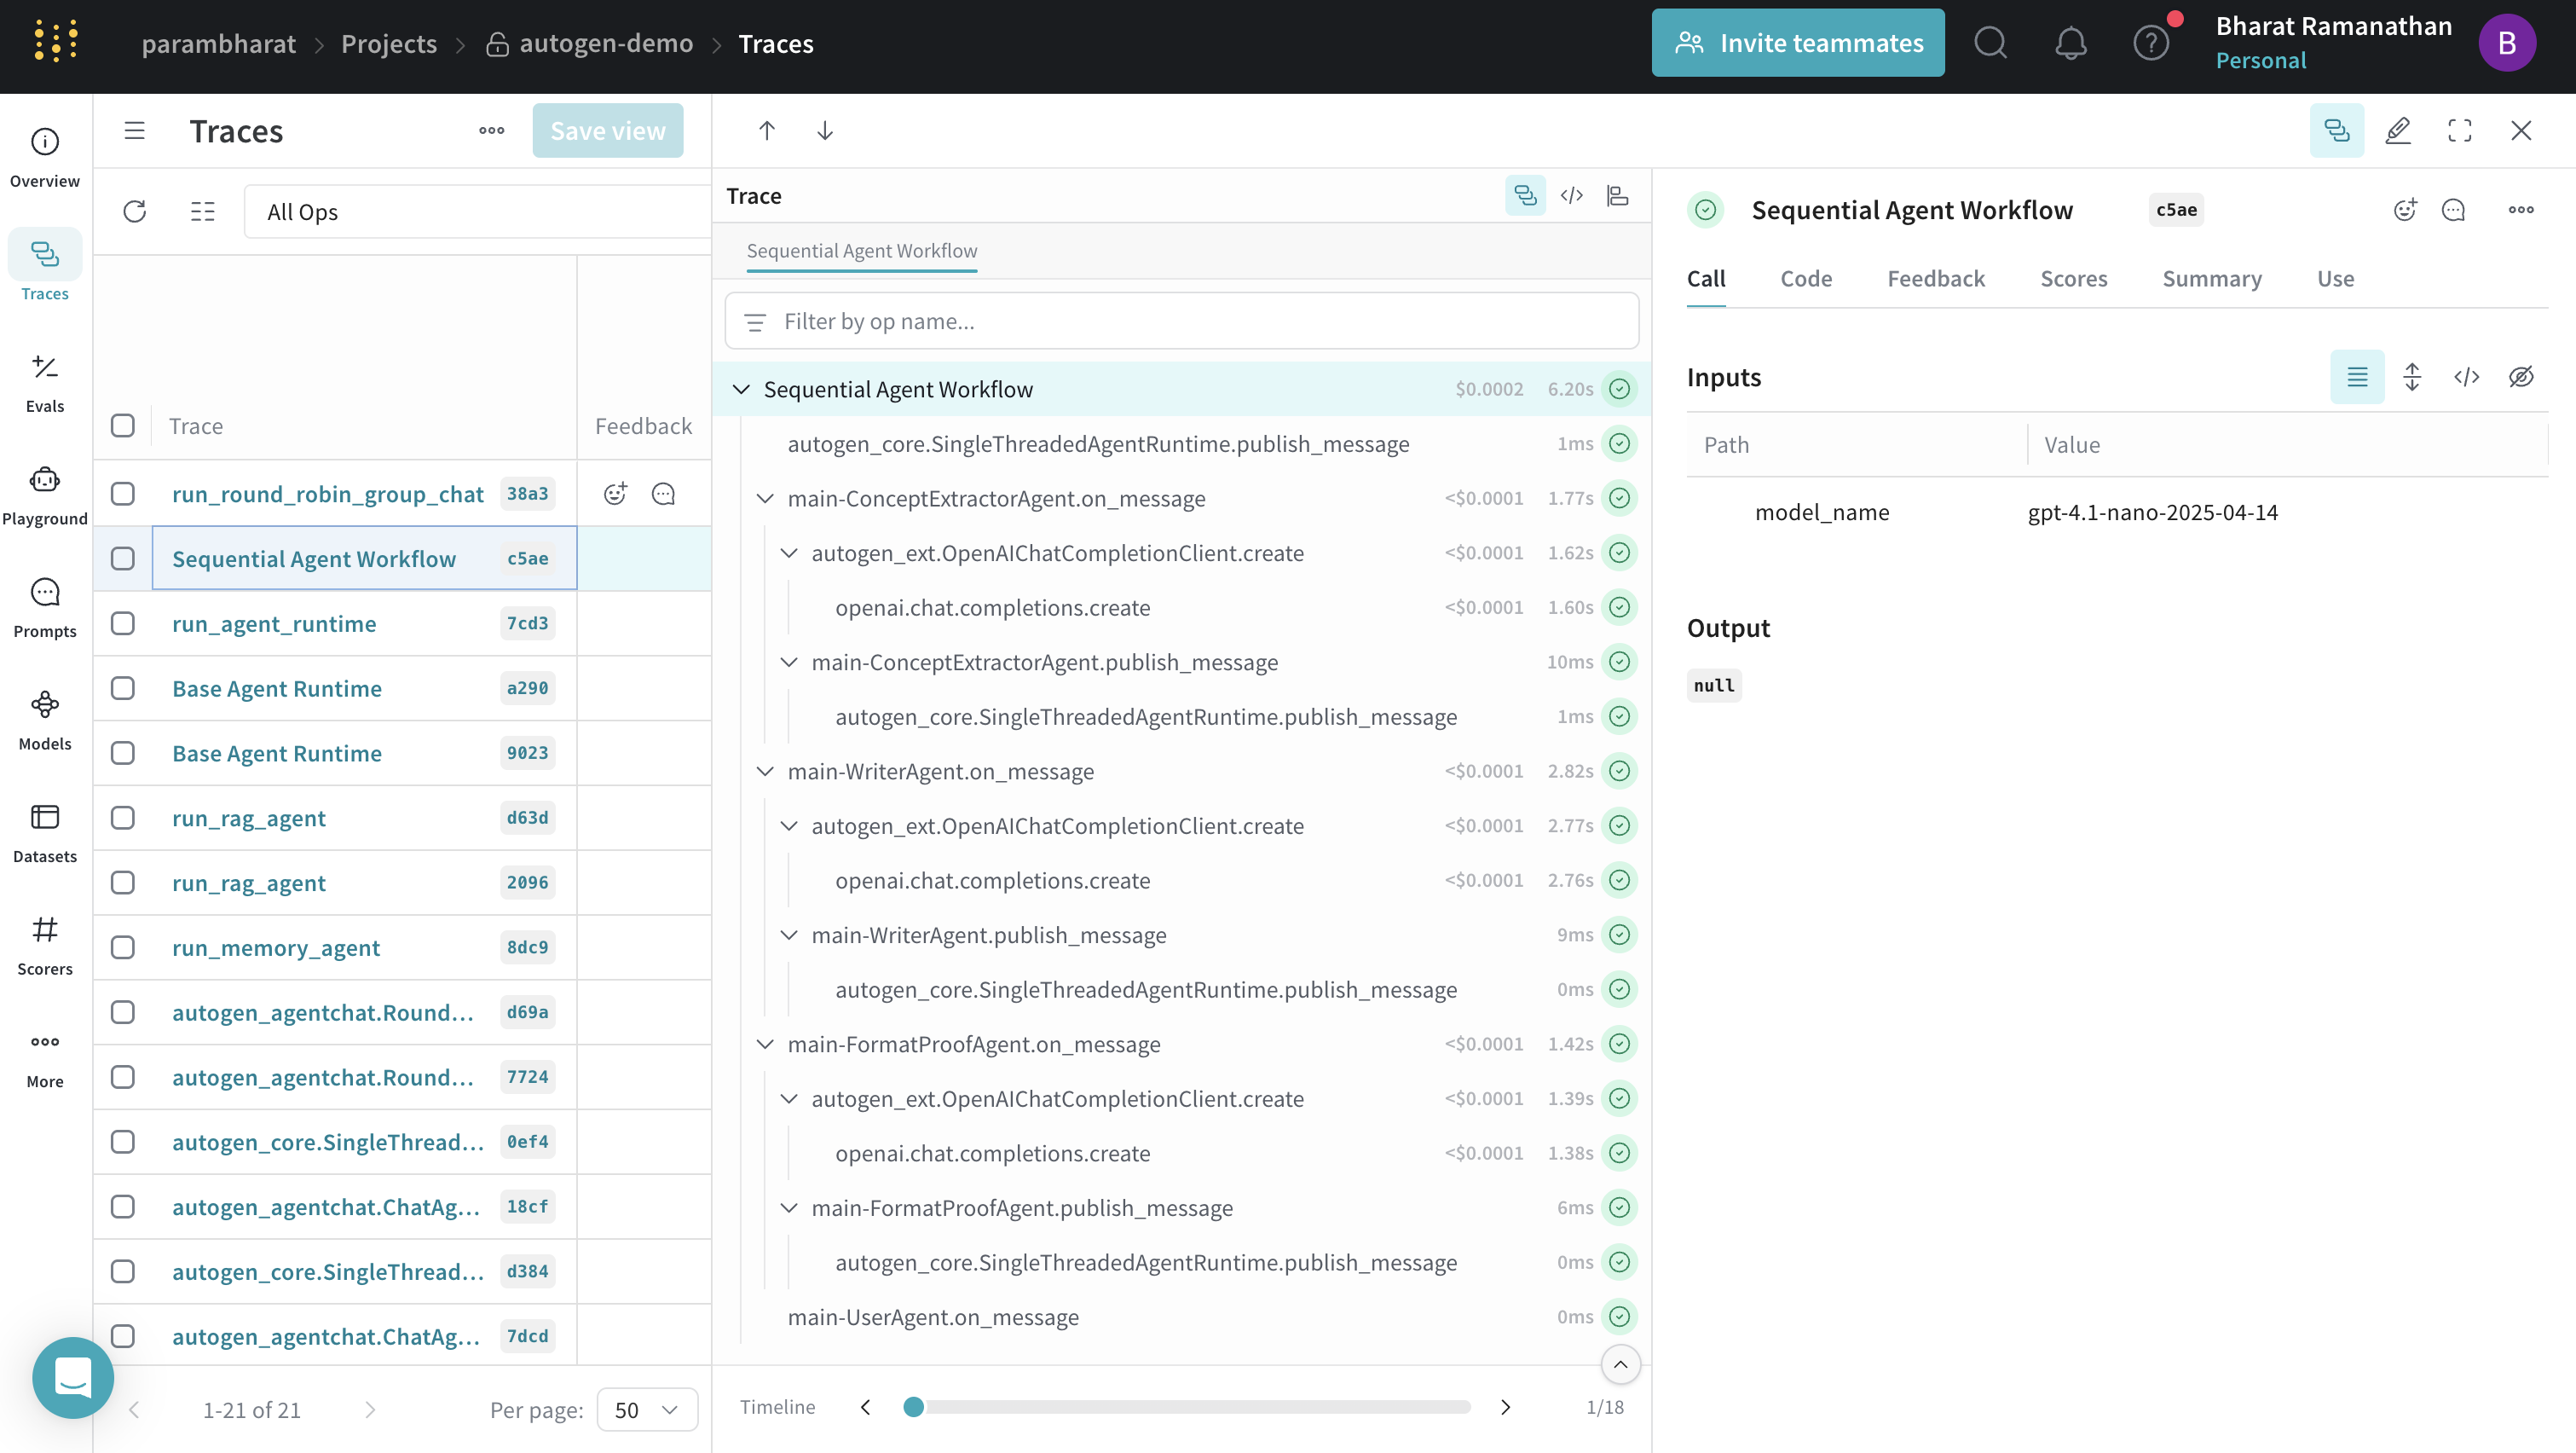 parambharat > Projects > autogen-demo > Traces
Invite teammates
Bharat Ramanathan
Personal
B
Overview
Traces
Evals
Playground
Prompts
Models
Datasets
Scorers
More
Traces
Save view
All Ops
Trace Feedback
run_round_robin_group_chat 38a3
Sequential Agent Workflow c5ae
run_agent_runtime 7cd3
Base Agent Runtime a290
Base Agent Runtime 9023
run_rag_agent d63d
run_rag_agent 2096
run_memory_agent 8dc9
autogen_agentchat.Round... d69a
autogen_agentchat.Round... 7724
autogen_core.SingleThread... 0ef4
autogen_agentchat.ChatAg... 18cf
autogen_core.SingleThread... d384
autogen_agentchat.ChatAg... 7dcd
1-21 of 21 Per page: 50
Trace
Sequential Agent Workflow
Filter by op name...
Sequential Agent Workflow $0.0002 6.20s
autogen_core.SingleThreadedAgentRuntime.publish_message 1ms
main-ConceptExtractorAgent.on_message <$0.0001 1.77s
autogen_ext.OpenAIChatCompletionClient.create <$0.0001 1.62s
openai.chat.completions.create <$0.0001 1.60s
main-ConceptExtractorAgent.publish_message 10ms
autogen_core.SingleThreadedAgentRuntime.publish_message 1ms
main-WriterAgent.on_message <$0.0001 2.82s
autogen_ext.OpenAIChatCompletionClient.create <$0.0001 2.77s
openai.chat.completions.create <$0.0001 2.76s
main-WriterAgent.publish_message 9ms
autogen_core.SingleThreadedAgentRuntime.publish_message 0ms
main-FormatProofAgent.on_message <$0.0001 1.42s
autogen_ext.OpenAIChatCompletionClient.create <$0.0001 1.39s
openai.chat.completions.create <$0.0001 1.38s
main-FormatProofAgent.publish_message 6ms
autogen_core.SingleThreadedAgentRuntime.publish_message 0ms
main-UserAgent.on_message 0ms
Timeline 1/18
Sequential Agent Workflow c5ae
Call Code Feedback Scores Summary Use
Inputs
Path Value
model_name gpt-4.1-nano-2025-04-14
Output
null